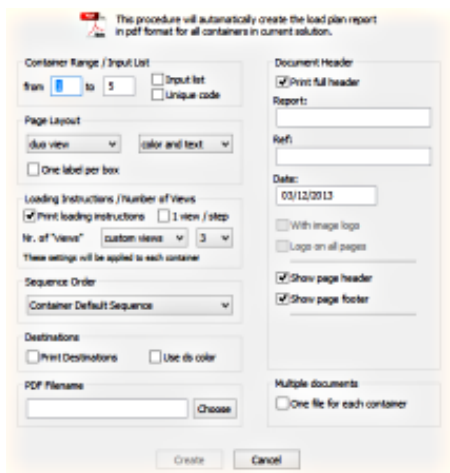 This procedure will automatically create the load plan report
in pdf format for all containers in current solution.
Container Range / Input List
from to 5
Input list
Unique code
Page Layout
duo view color and text
One label per box
Loading Instructions / Number of Views
Print loading instructions 1 view / step
Nr. of "Views" custom views 3
These settings will be applied to each container
Sequence Order
Container Default Sequence
Destinations
Print Destinations Use ds color
PDF Filename
Choose
Document Header
Print full header
Report:
Ref:
Date:
03/12/2013
With image logo
Logo on all pages
Show page header
Show page footer
Multiple documents
One file for each container
Create Cancel